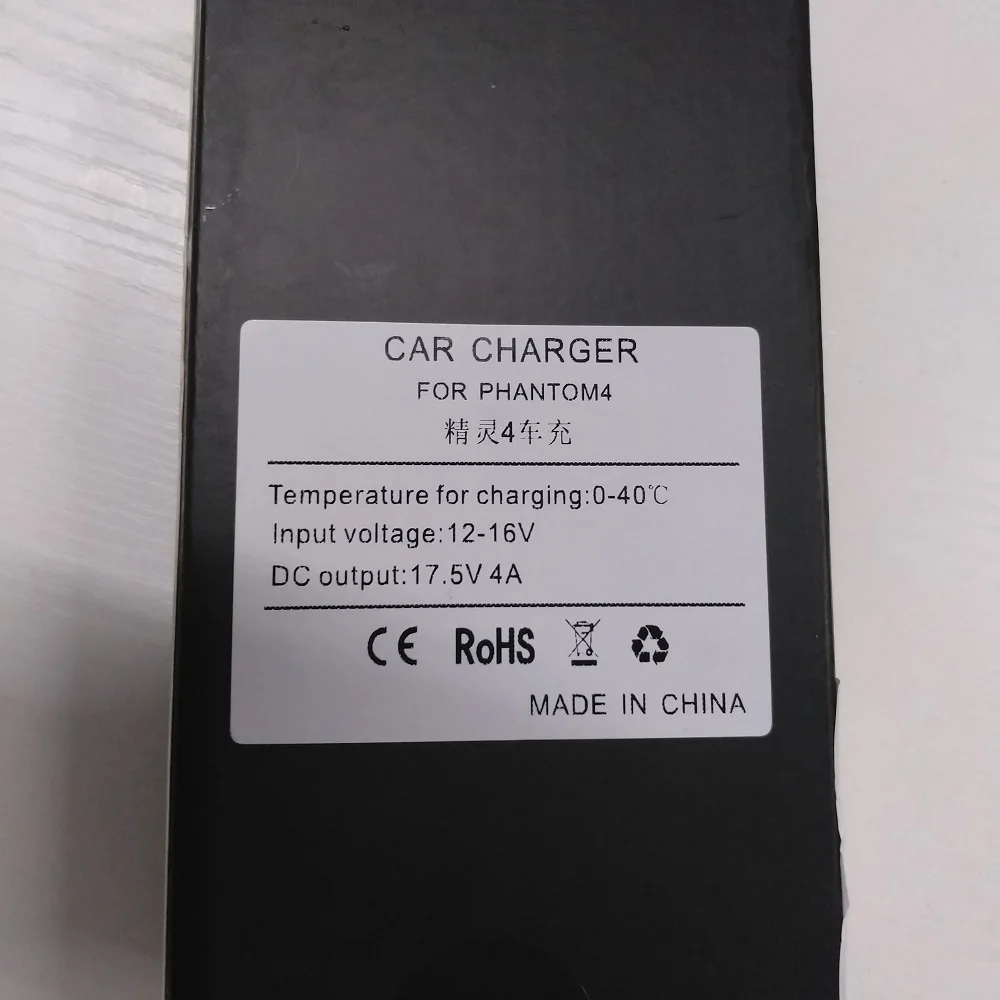 CAR CHARGER
FOR PHANTOM4
精灵4车充
Temperature for charging:0-40℃
Input voltage:12-16V
DC output:17.5V 4A
CE RoHS
MADE IN CHINA